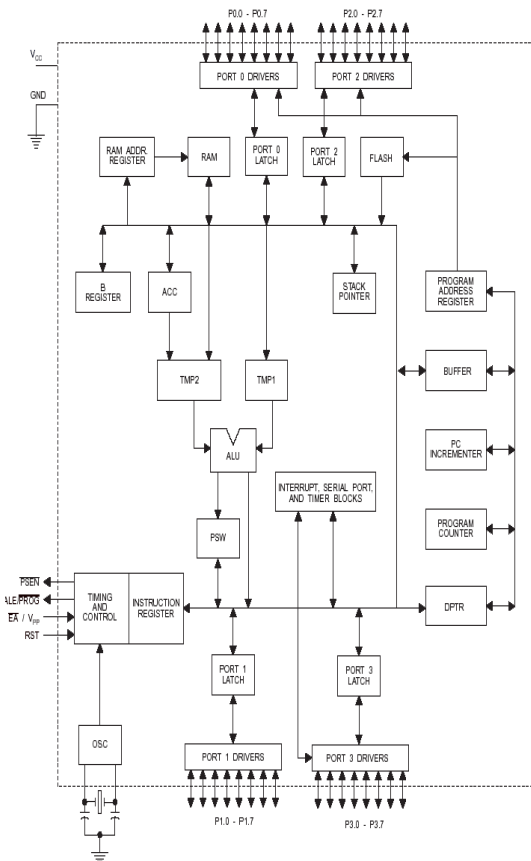 P0.0 - P0.7
P2.0 - P2.7
VCC
GND
PORT 0 DRIVERS
PORT 2 DRIVERS
RAM ADDR.
REGISTER
RAM
PORT 0
LATCH
PORT 2
LATCH
FLASH
B
REGISTER
ACC
STACK
POINTER
PROGRAM
ADDRESS
REGISTER
TMP2
TMP1
BUFFER
ALU
PC
INCREMENTER
INTERRUPT, SERIAL PORT,
AND TIMER BLOCKS
PSW
PROGRAM
COUNTER
PSEN
ALE/PROG
EA / VPP
RST
TIMING
AND
CONTROL
INSTRUCTION
REGISTER
DPTR
PORT 1
LATCH
PORT 3
LATCH
OSC
PORT 1 DRIVERS
PORT 3 DRIVERS
P1.0 - P1.7
P3.0 - P3.7